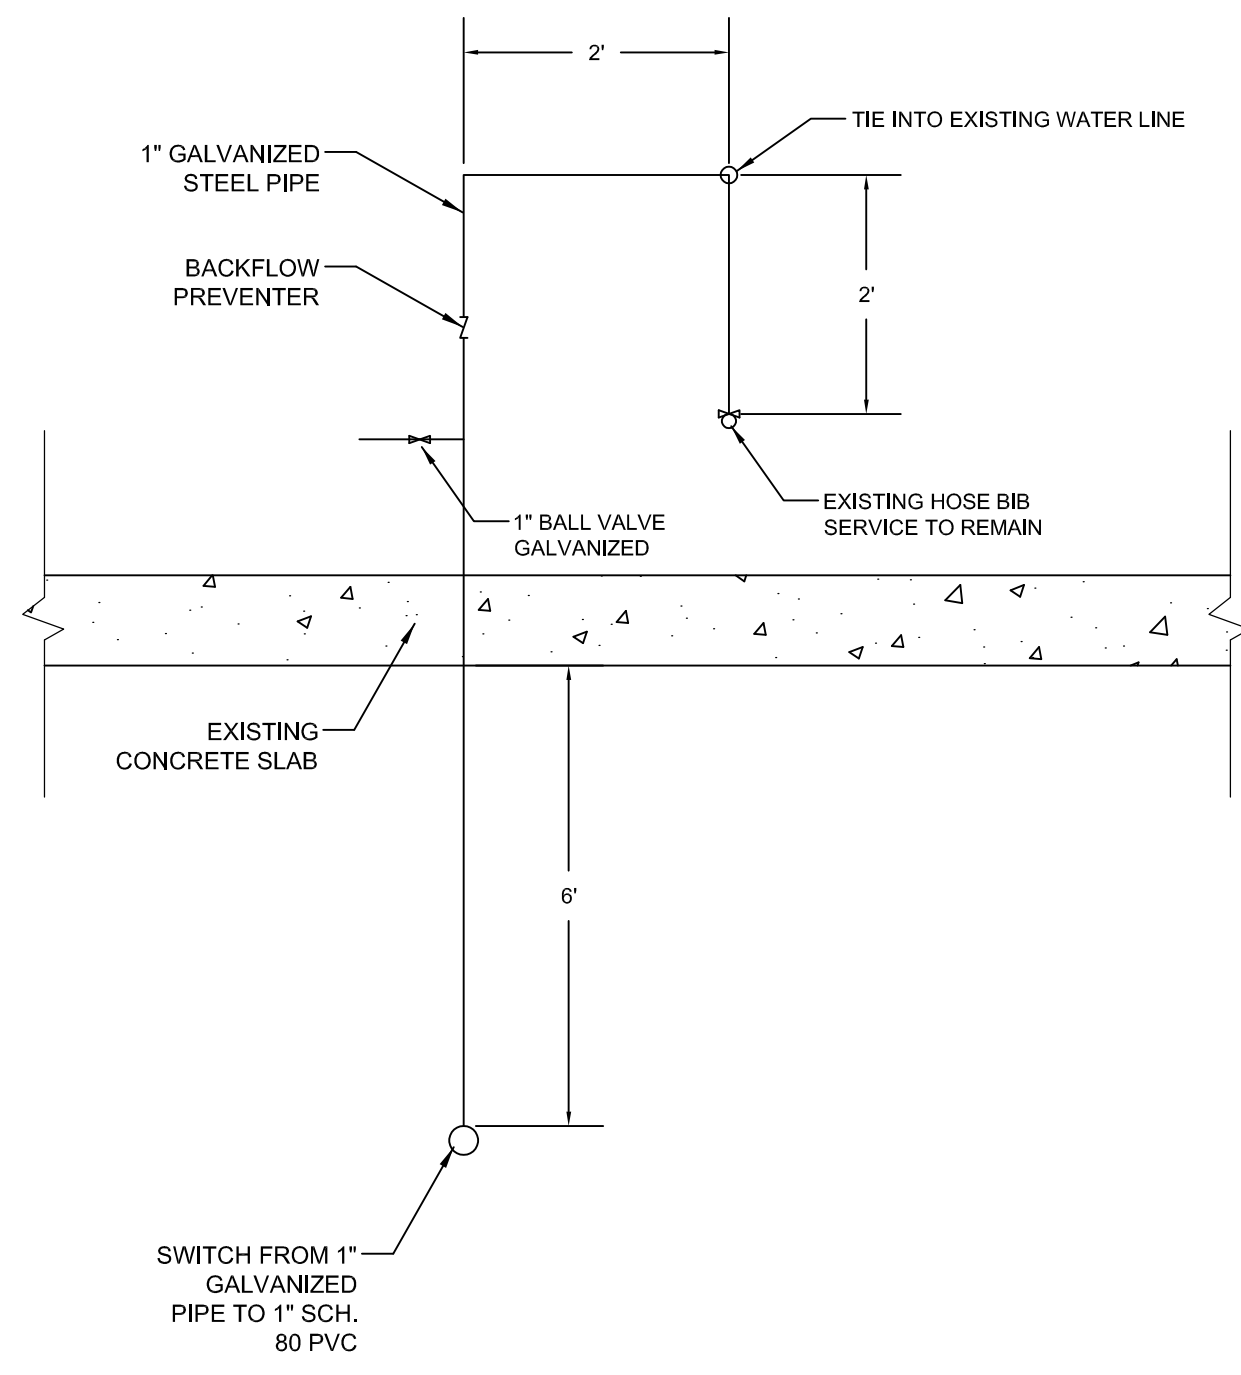 2'
TIE INTO EXISTING WATER LINE
1" GALVANIZED
STEEL PIPE
BACKFLOW
PREVENTER
2'
EXISTING HOSE BIB
SERVICE TO REMAIN
1" BALL VALVE
GALVANIZED
EXISTING
CONCRETE SLAB
6'
SWITCH FROM 1"
GALVANIZED
PIPE TO 1" SCH.
80 PVC